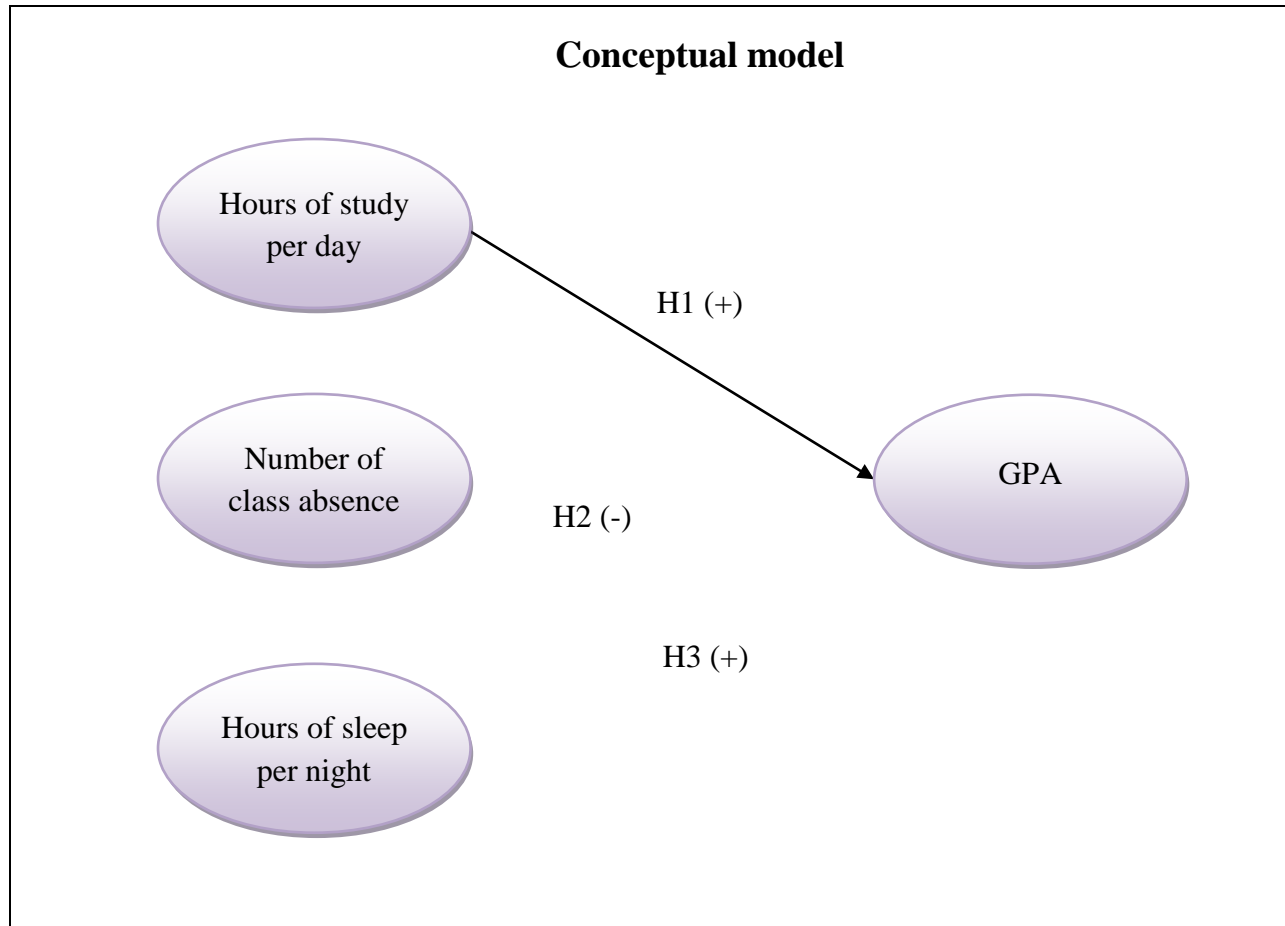 Conceptual model
Hours of study
per day
H1 (+)
Number of
class absence
GPA
H2 (-)
H3 (+)
Hours of sleep
per night